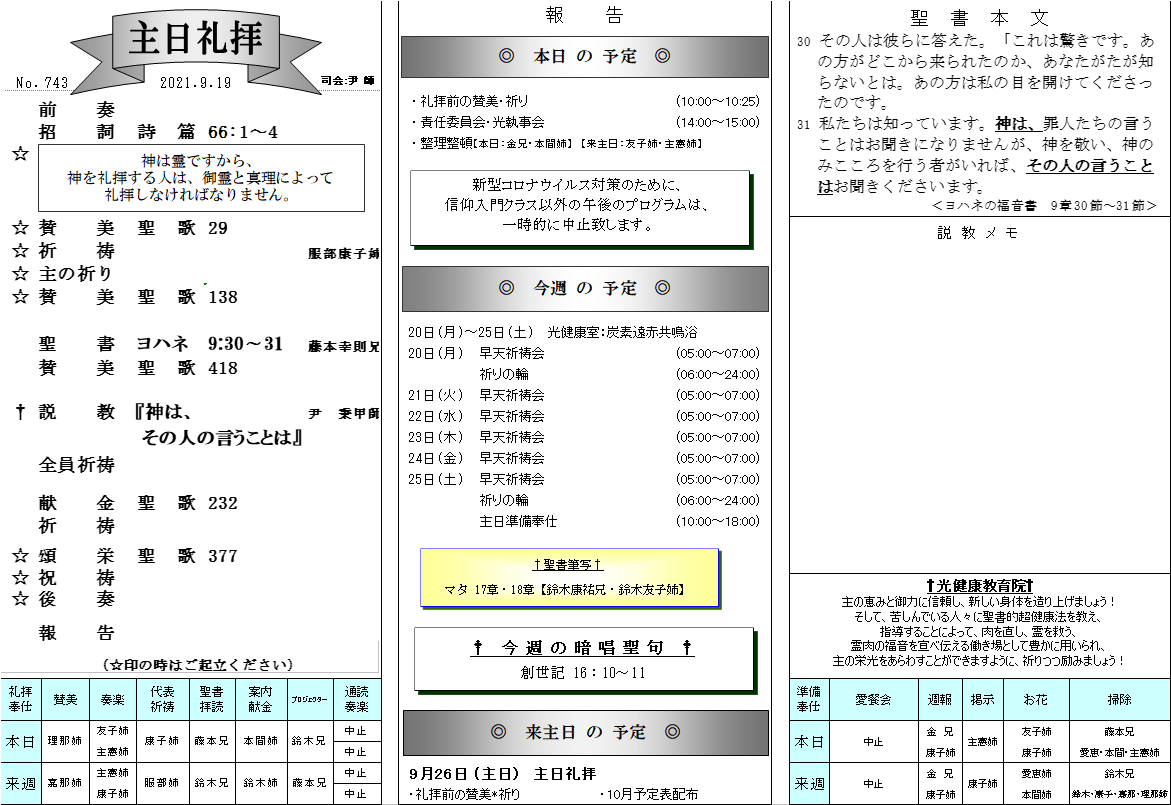 主日礼拝
No. 743 2021.9.19 司会:尹 師
前 奏
招 詞 詩 篇 66:1～4
☆ 神は霊ですから、
神を礼拝する人は、御霊と真理によって
礼拝しなければなりません。
☆ 賛 美 聖 歌 29
☆ 祈 祷 服部康子姉
☆ 主の祈り
☆ 賛 美 聖 歌 138
聖 書 ヨハネ 9:30～31 藤本幸則兄
賛 美 聖 歌 418
† 説 教 『神は、 尹 秉甲師
その人の言うことは』
全員祈祷
献 金 聖 歌 232
祈 祷
☆ 頌 栄 聖 歌 377
☆ 祝 祷
☆ 後 奏
報 告
(☆印の時はご起立ください)
礼拝奉仕 賛美 奏楽 代表祈祷 聖書拝読 案内献金 プロジェクター 通読奏楽
本日 理那姉 友子姉 主憲姉 康子姉 藤本兄 本間姉 鈴木兄 中止 中止
来週 嘉那姉 主憲姉 康子姉 服部姉 鈴木兄 鈴木姉 藤本兄 中止 中止
報 告
◎ 本日 の 予定 ◎
・礼拝前の賛美・祈り (10:00～10:25)
・責任委員会・光執事会 (14:00～15:00)
・整理整頓【本日：金兄・本間姉】【来主日：友子姉・主憲姉】
新型コロナウイルス対策のために、
信仰入門クラス以外の午後のプログラムは、
一時的に中止致します。
◎ 今週 の 予定 ◎
20日(月)～25日(土) 光健康室：炭素遠赤共鳴浴
20日(月) 早天祈祷会 (05:00～07:00)
祈りの輪 (06:00～24:00)
21日(火) 早天祈祷会 (05:00～07:00)
22日(水) 早天祈祷会 (05:00～07:00)
23日(木) 早天祈祷会 (05:00～07:00)
24日(金) 早天祈祷会 (05:00～07:00)
25日(土) 早天祈祷会 (05:00～07:00)
祈りの輪 (06:00～24:00)
主日準備奉仕 (10:00～18:00)
†聖書筆写†
マタ 17章・18章【鈴木康祐兄・鈴木友子姉】
† 今週の暗唱聖句 †
創世記 16：10～11
◎ 来主日 の 予定 ◎
9月26日(主日) 主日礼拝
・礼拝前の賛美*祈り ・10月予定表配布
聖 書 本 文
30 その人は彼らに答えた。「これは驚きです。あ
の方がどこから来られたのか、あなたがたが知
らないとは。あの方は私の目を開けてくださっ
たのです。
31 私たちは知っています。神は、罪人たちの言う
ことはお聞きになりませんが、神を敬い、神の
みこころを行う者がいれば、その人の言うこと
はお聞きくださいます。
＜ヨハネの福音書 9章30節～31節＞
説 教 メ モ
†光健康教育院†
主の恵みと御力に信頼し、新しい身体を造り上げましょう！
そして、苦しんでいる人々に聖書的超健康法を教え、
指導することによって、肉を直し、霊を救う、
霊肉の福音を宣べ伝える働き場として豊かに用いられ、
主の栄光をあらわすことができますように、祈りつつ励みましょう！
準備奉仕 愛餐会 週報 掲示 お花 掃除
本日 中止 金 兄 康子姉 主憲姉 友子姉 康子姉 藤本兄 愛恵・本間・主憲姉
来週 中止 金 兄 康子姉 康子姉 愛恵姉 本間姉 鈴木兄 鈴木・康子・嘉那・理那姉